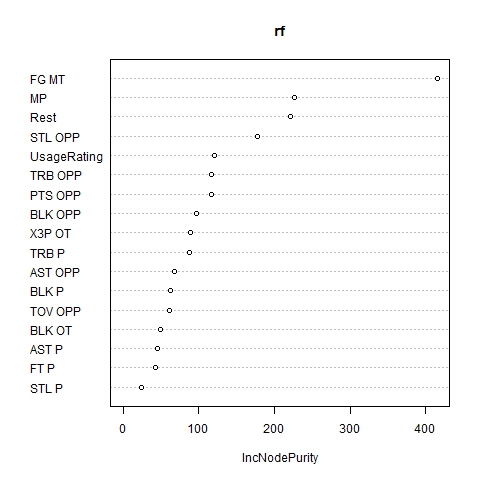 rf
FG MT
MP
Rest
STL OPP
UsageRating
TRB OPP
PTS OPP
BLK OPP
X3P OT
TRB P
AST OPP
BLK P
TOV OPP
BLK OT
AST P
FT P
STL P
0 100 200 300 400
IncNodePurity